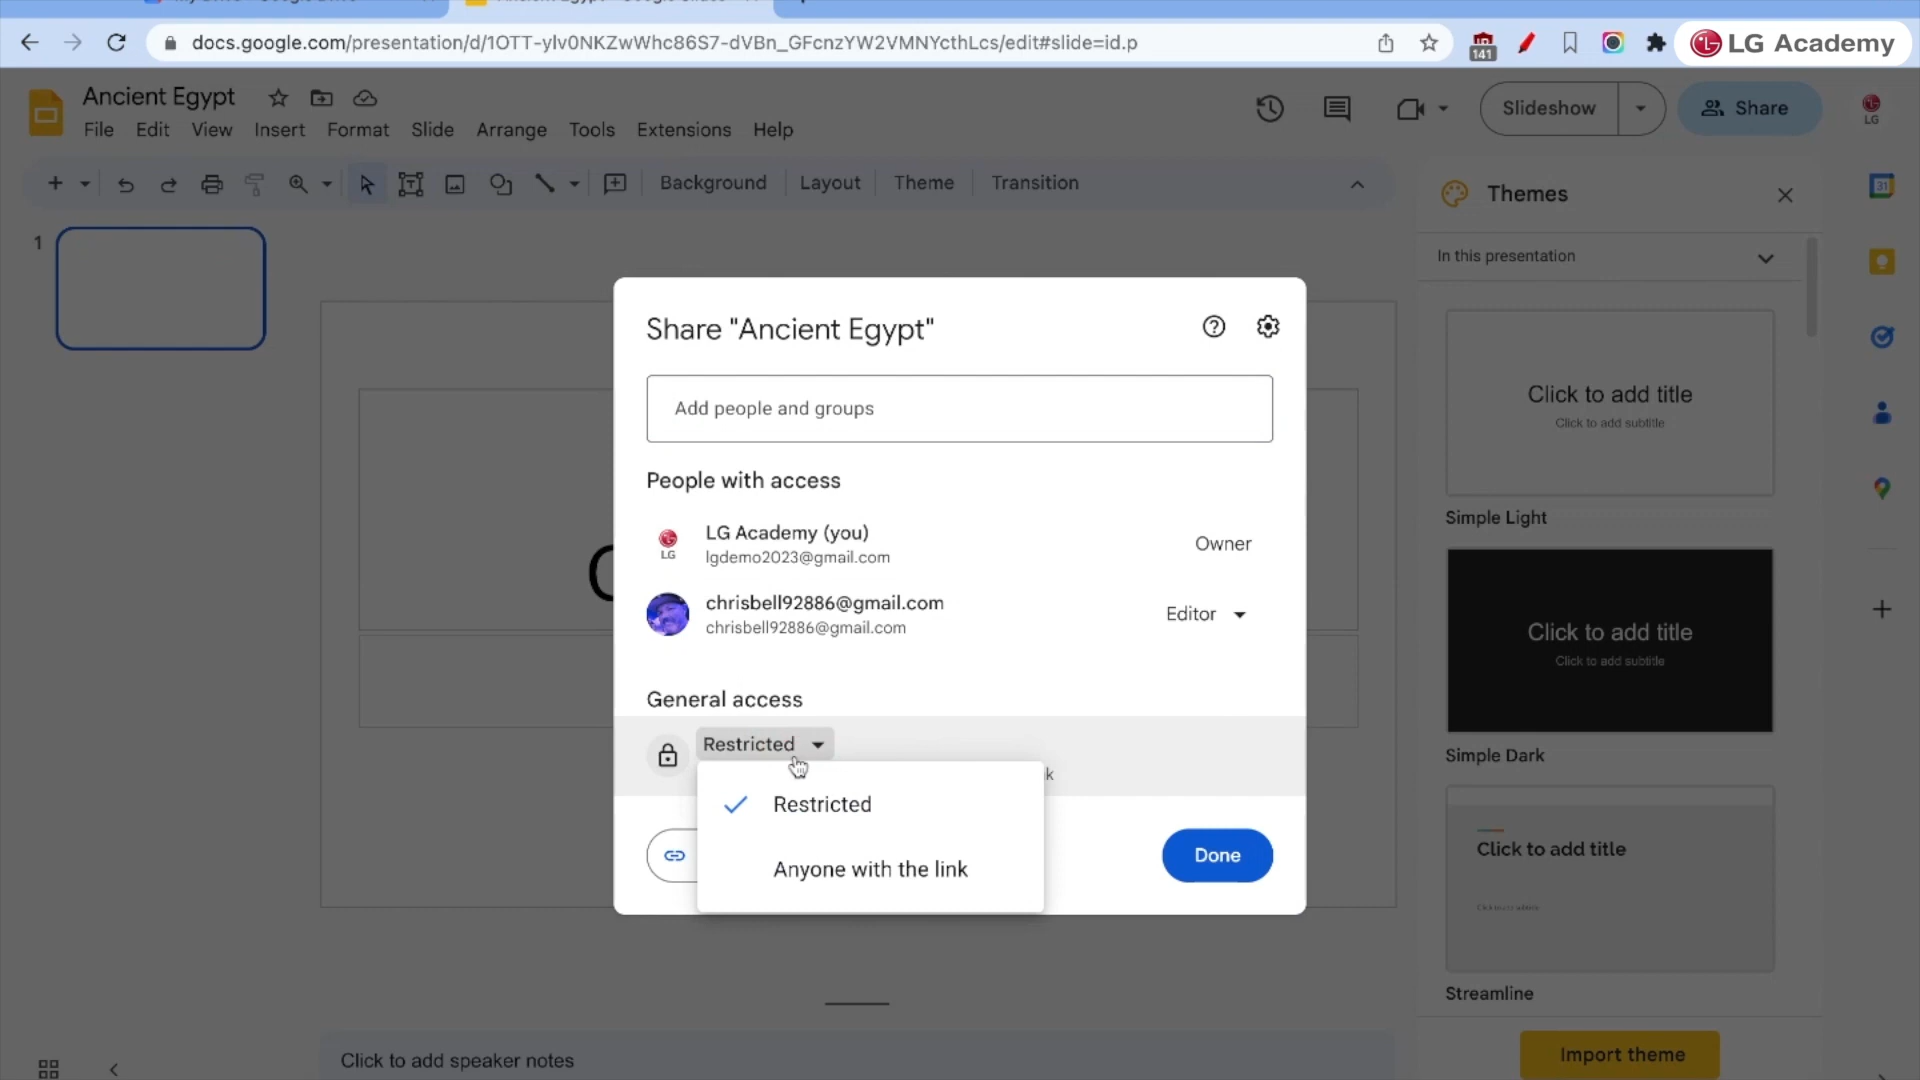 docs.google.com/presentation/d/1OTT-ylv0NKZwWhc86S7-dVBn_GFcnzYW2VMNYcthLcs/edit#slide=id.p
141
LG Academy
Ancient Egypt
Slideshow
Share
LG
File Edit View Insert Format Slide Arrange Tools Extensions Help
Background
Layout
Theme
Transition
Themes
31
1
In this presentation
Share "Ancient Egypt"
Add people and groups
Click to add title
Click to add subtitle
People with access
Simple Light
LG Academy (you)
LG
lgdemo2023@gmail.com
Owner
chrisbell92886@gmail.com
chrisbell92886@gmail.com
Editor
Click to add title
Click to add subtitle
General access
Restricted
Simple Dark
k
Restricted
Anyone with the link
Done
Click to add title
Streamline
Click to add speaker notes
Import theme